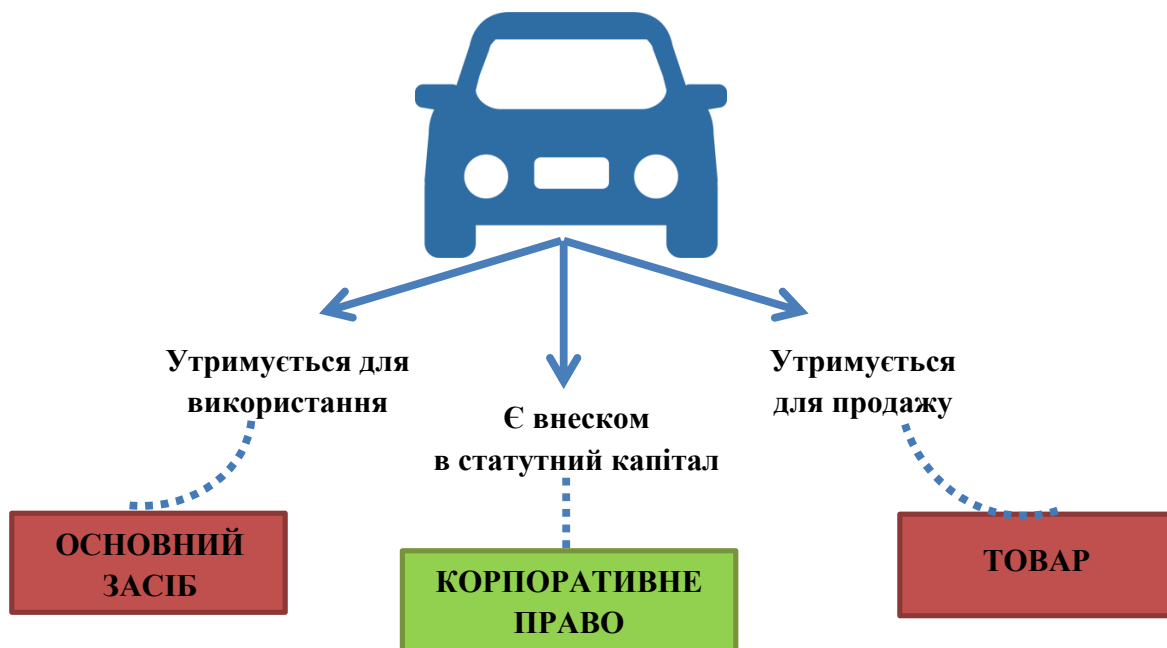 Утримується для
використання
Є внеском
в статутний капітал
Утримується
для продажу
ОСНОВНИЙ
ЗАСІБ
КОРПОРАТИВНЕ
ПРАВО
ТОВАР